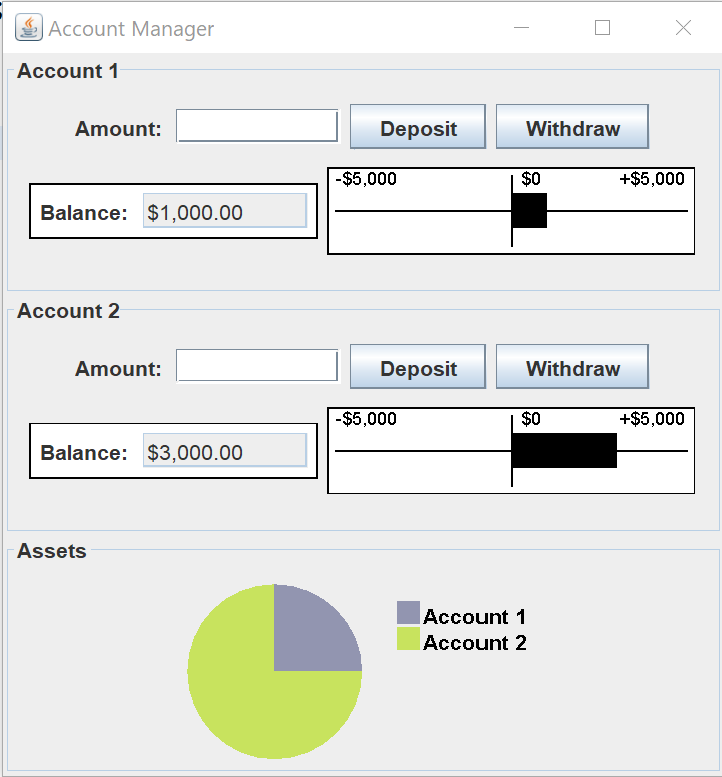 Account Manager
Account 1
Amount: Deposit Withdraw
-$5,000 $0 +$5,000
Balance: $1,000.00
Account 2
Amount: Deposit Withdraw
-$5,000 $0 +$5,000
Balance: $3,000.00
Assets
Account 1
Account 2